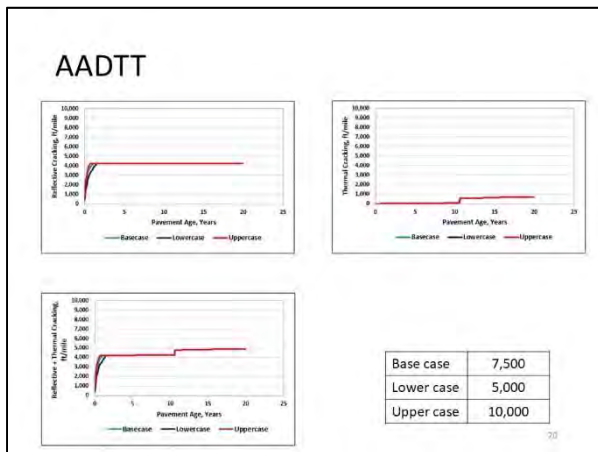 AADTT
10,000
9,000
8,000
7,000
6,000
5,000
4,000
3,000
2,000
1,000
0
Reflective Cracking, ft/mile
0 5 10 15 20 25
Pavement Age, Years
Basecase Lowercase Uppercase
10,000
9,000
8,000
7,000
6,000
5,000
4,000
3,000
2,000
1,000
0
Thermal Cracking, ft/mile
0 5 10 15 20 25
Pavement Age, Years
Basecase Lowercase Uppercase
10,000
9,000
8,000
7,000
6,000
5,000
4,000
3,000
2,000
1,000
0
Reflective + Thermal Cracking,
ft/mile
0 5 10 15 20 25
Pavement Age, Years
Basecase Lowercase Uppercase
Base case 7,500
Lower case 5,000
Upper case 10,000
20